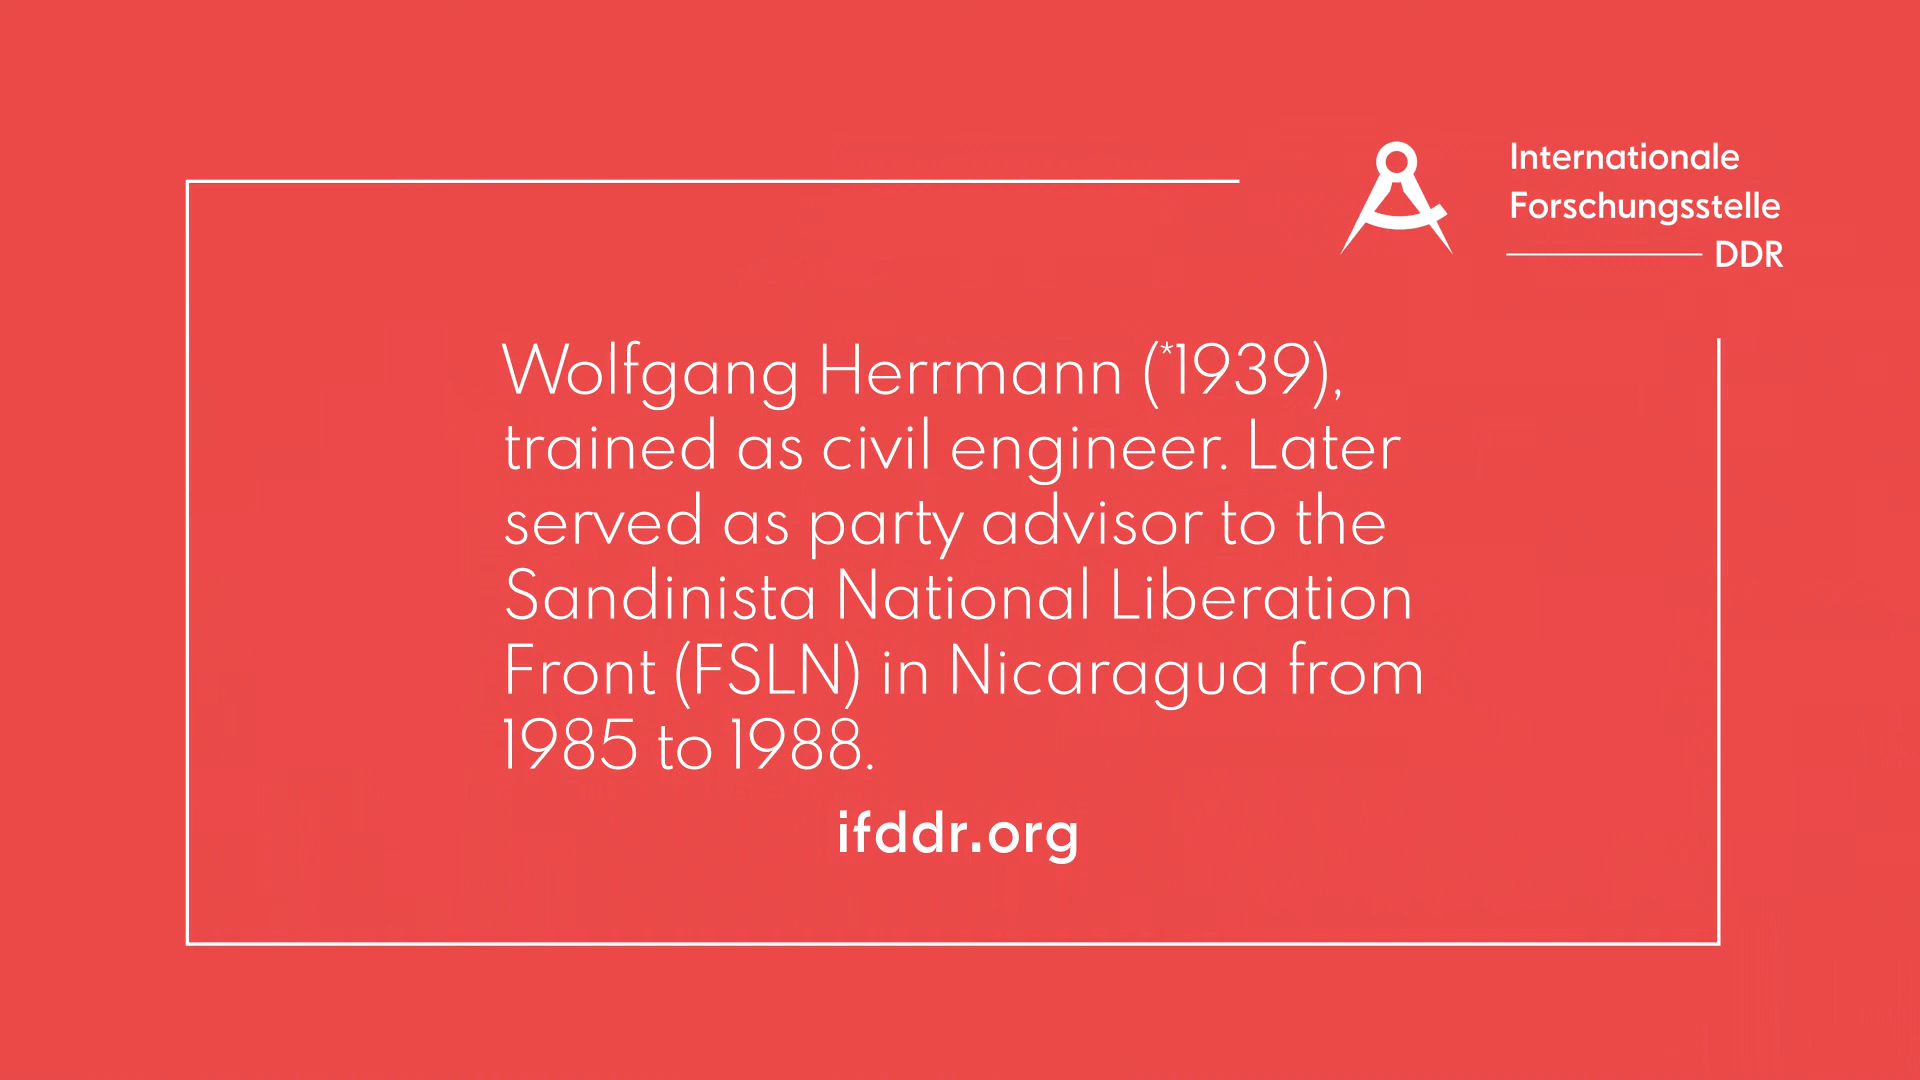 Internationale
Forschungsstelle
DDR
Wolfgang Herrmann (*1939),
trained as civil engineer. Later
served as party advisor to the
Sandinista National Liberation
Front (FSLN) in Nicaragua from
1985 to 1988.
ifddr.org